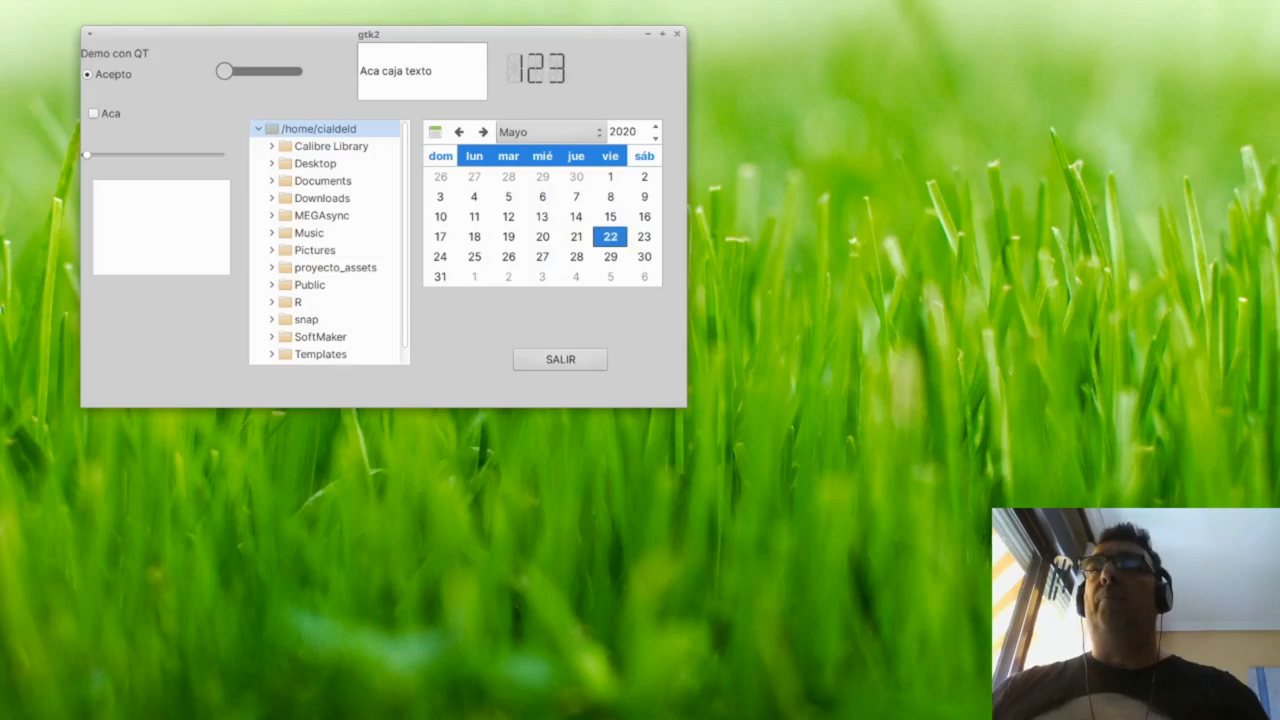 gtk2
Demo con QT
Acepto
Aca caja texto
123
Aca
/home/cialdeld
Calibre Library
Desktop
Documents
Downloads
MEGAsync
Music
Pictures
proyecto_assets
Public
R
snap
SoftMaker
Templates
Mayo 2020
dom lun mar mié jue vie sáb
26 27 28 29 30 1 2
3 4 5 6 7 8 9
10 11 12 13 14 15 16
17 18 19 20 21 22 23
24 25 26 27 28 29 30
31 1 2 3 4 5 6
SALIR